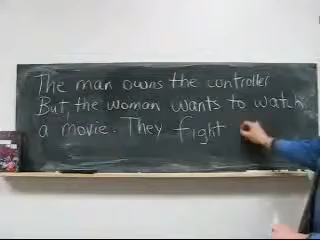 The man owns the controller
But, the woman wants to watch
a movie. They fight